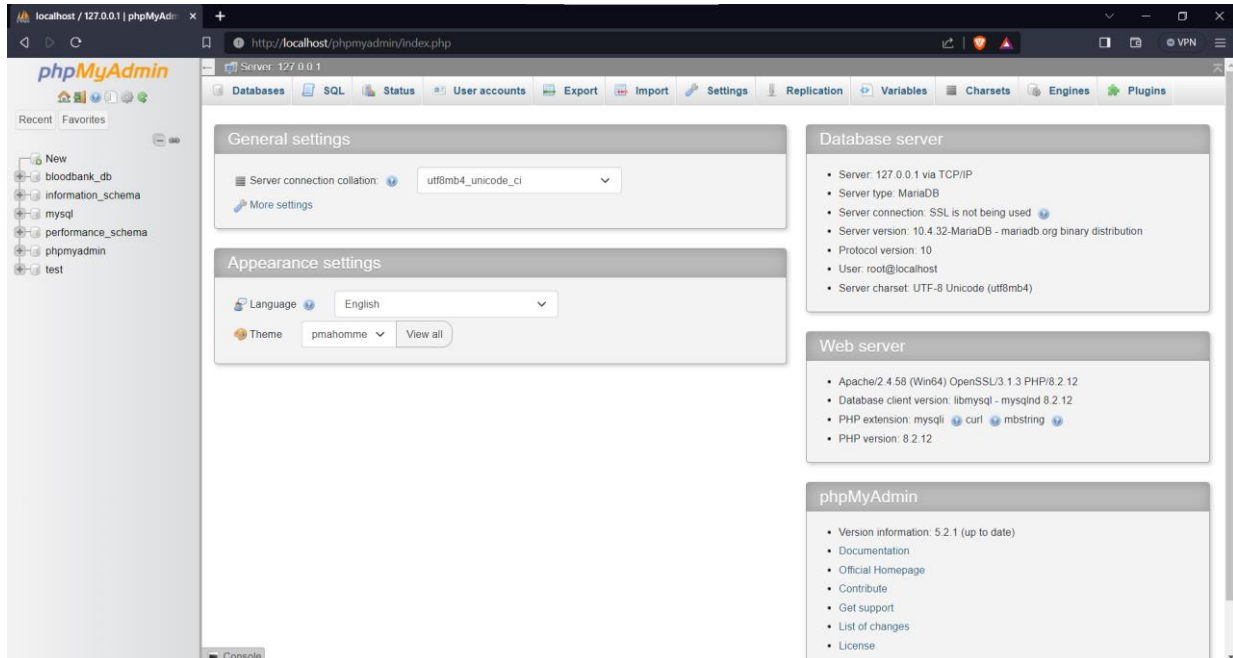 localhost / 127.0.0.1 | phpMyAdm
http://localhost/phpmyadmin/index.php
VPN
phpMyAdmin
Recent Favorites
New
bloodbank_db
information_schema
mysql
performance_schema
phpmyadmin
test
Server: 127.0.0.1
Databases SQL Status User accounts Export Import Settings Replication Variables Charsets Engines Plugins
General settings
Server connection collation: utf8mb4_unicode_ci
More settings
Appearance settings
Language English
Theme pmahomme View all
Database server
Server: 127.0.0.1 via TCP/IP
Server type: MariaDB
Server connection: SSL is not being used
Server version: 10.4.32-MariaDB - mariadb.org binary distribution
Protocol version: 10
User: root@localhost
Server charset: UTF-8 Unicode (utf8mb4)
Web server
Apache/2.4.58 (Win64) OpenSSL/3.1.3 PHP/8.2.12
Database client version: libmysql - mysqlnd 8.2.12
PHP extension: mysqli curl mbstring
PHP version: 8.2.12
phpMyAdmin
Version information: 5.2.1 (up to date)
Documentation
Official Homepage
Contribute
Get support
List of changes
License
Console